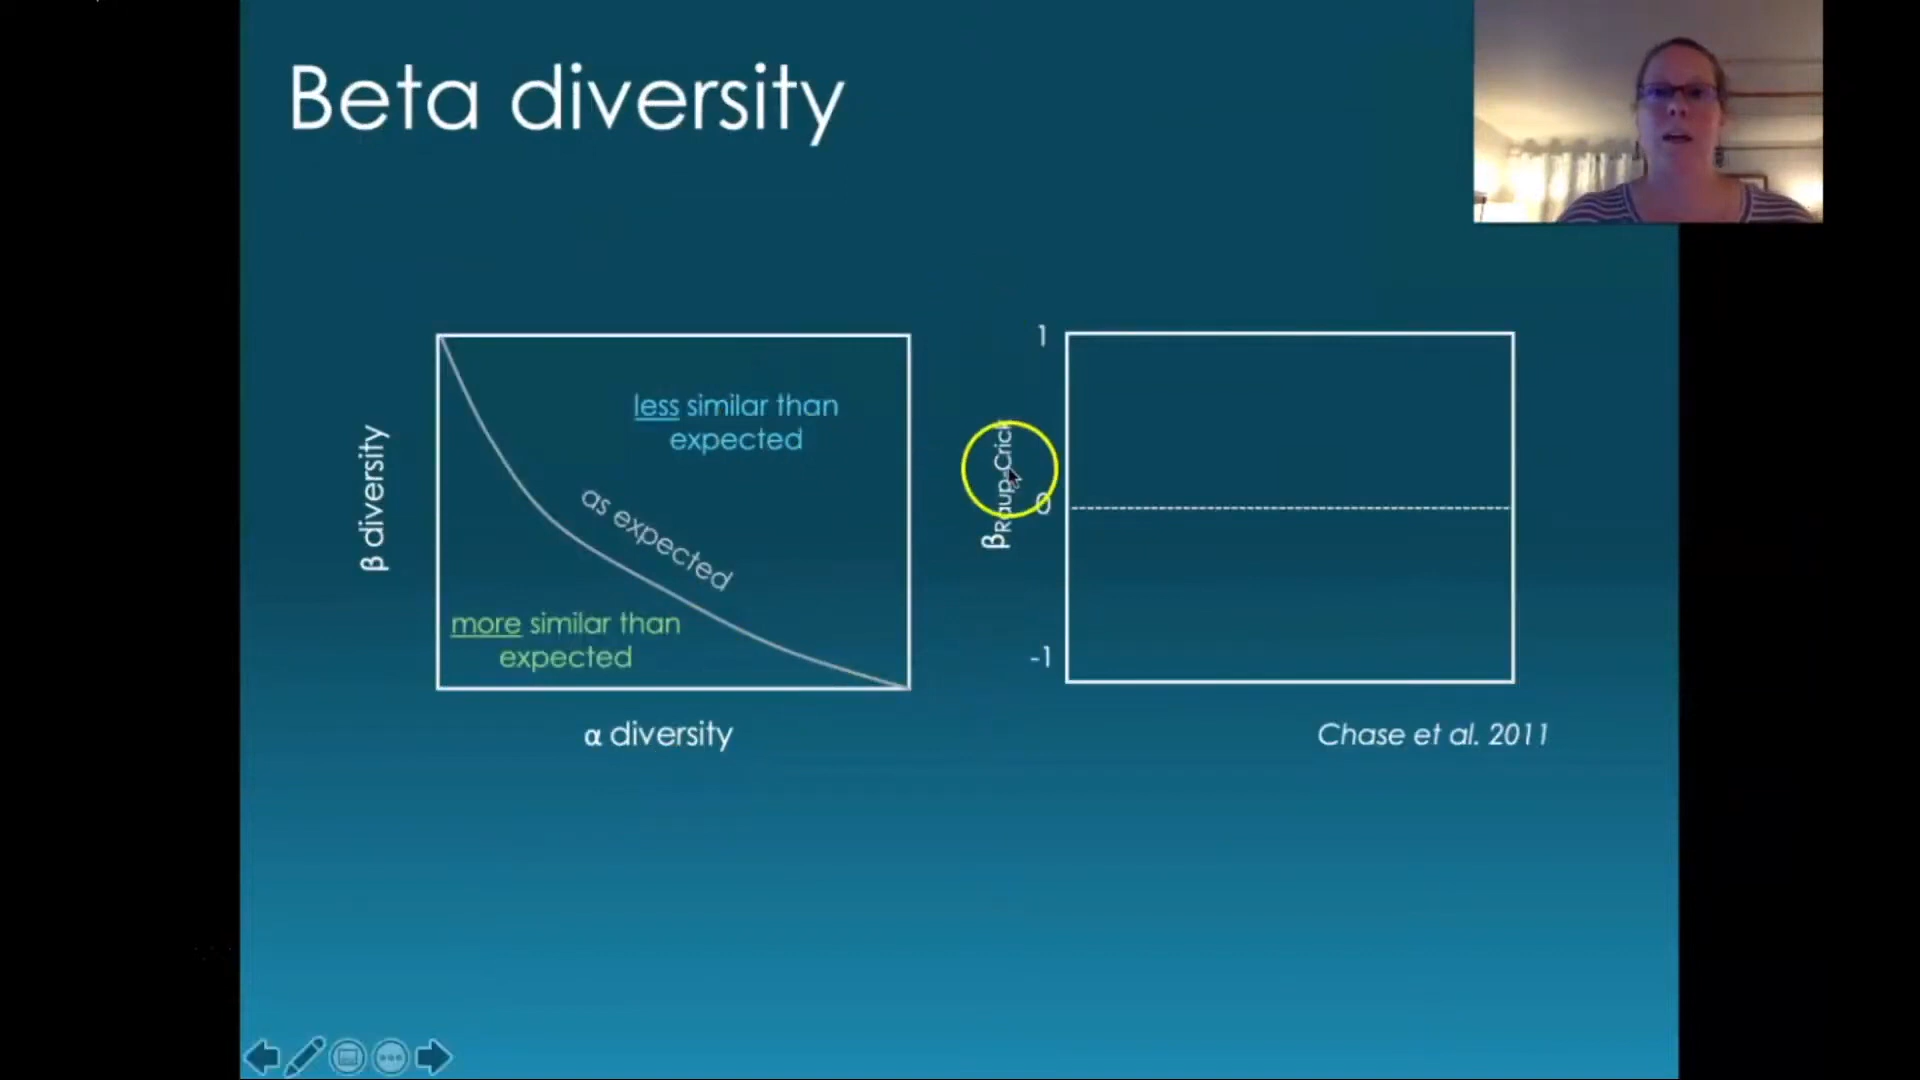 Beta diversity
β diversity
less similar than
expected
as expected
more similar than
expected
α diversity
βRaup-Crick
1
0
-1
Chase et al. 2011